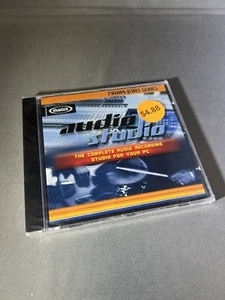 CROWN JEWEL SERIES
MAGIX
$4.88
audio
studio
THE COMPLETE AUDIO RECORDING
STUDIO FOR YOUR PC